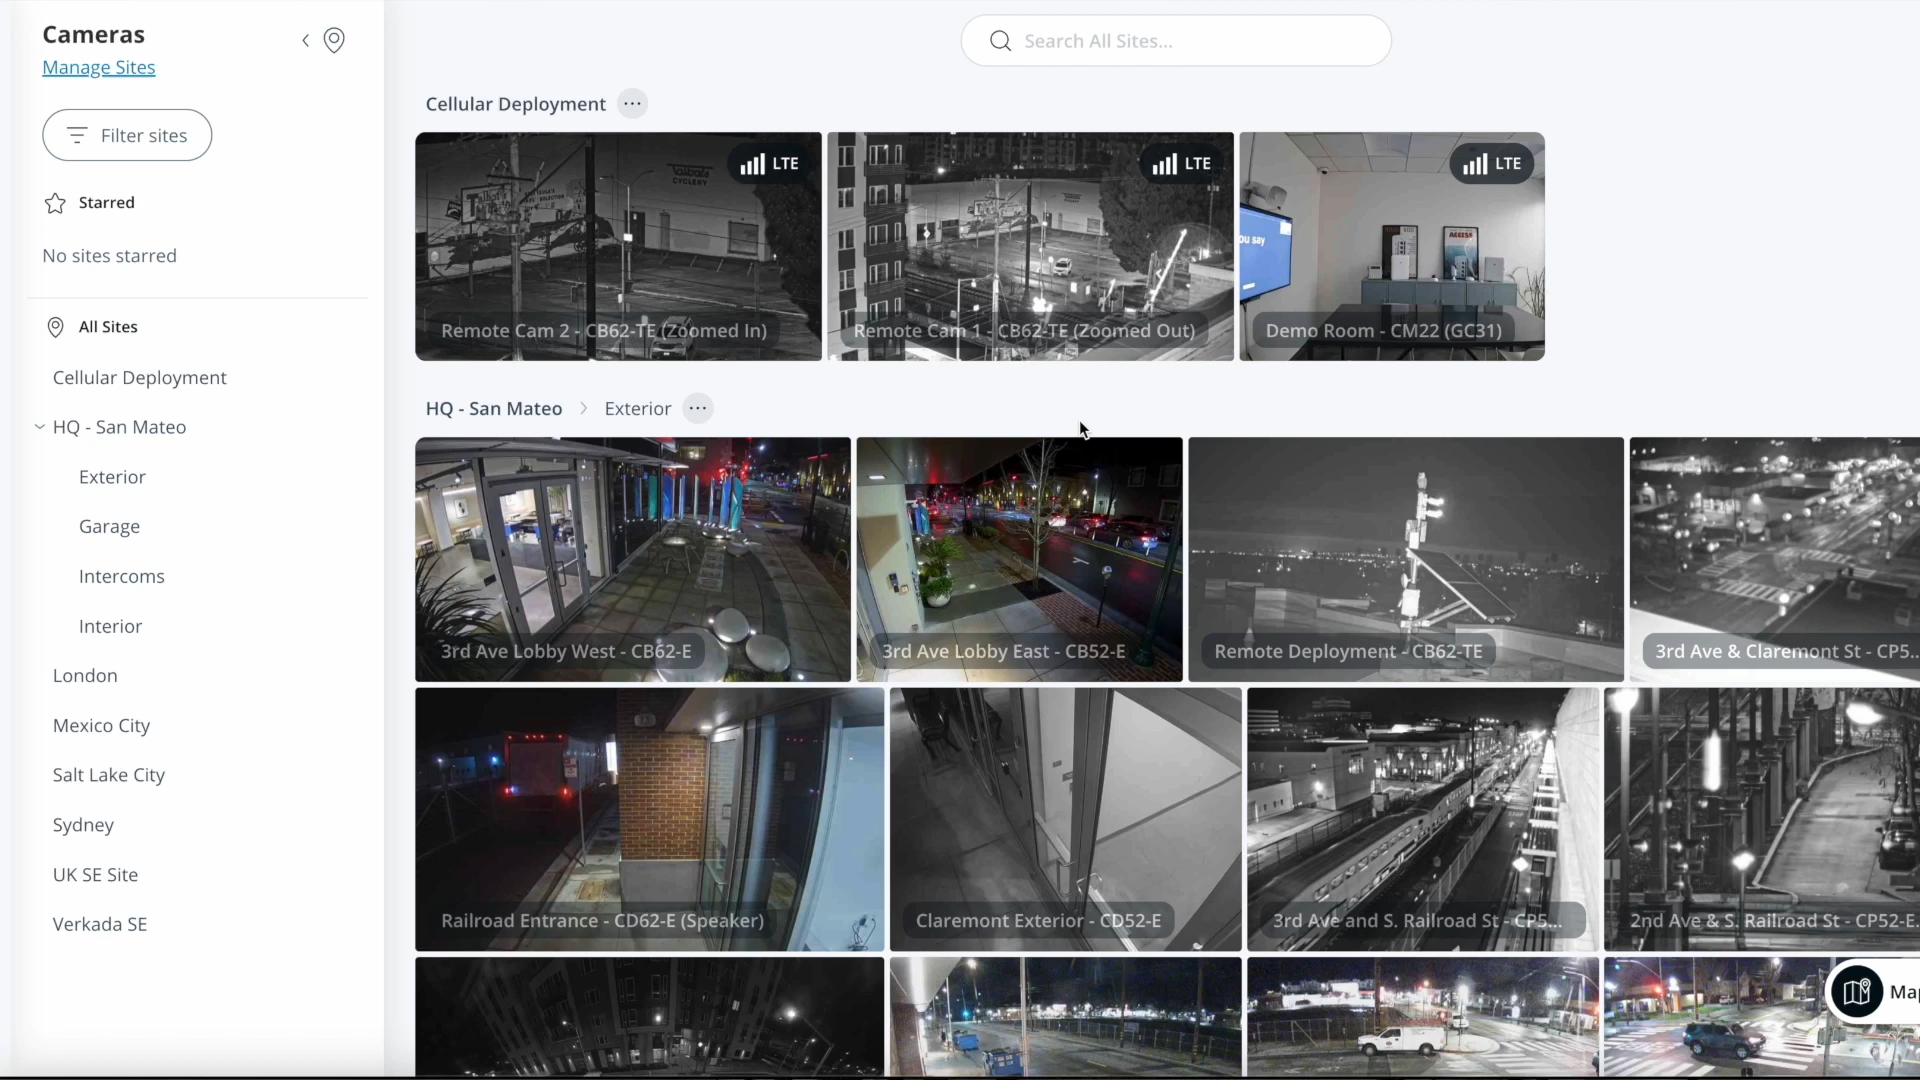 Cameras
Manage Sites
Filter sites
Starred
No sites starred
All Sites
Cellular Deployment
HQ - San Mateo
Exterior
Garage
Intercoms
Interior
London
Mexico City
Salt Lake City
Sydney
UK SE Site
Verkada SE
Search All Sites...
Cellular Deployment ...
LTE
CYCLERY
Remote Cam 2 - CB62-TE (Zoomed In)
LTE
Remote Cam 1 - CB62-TE (Zoomed Out)
LTE
ou say
ACCESS
Demo Room - CM22 (GC31)
HQ - San Mateo > Exterior ...
3rd Ave Lobby West - CB62-E
3rd Ave Lobby East - CB52-E
Remote Deployment - CB62-TE
3rd Ave & Claremont St - CP5...
Railroad Entrance - CD62-E (Speaker)
Claremont Exterior - CD52-E
3rd Ave and S. Railroad St - CP5...
2nd Ave & S. Railroad St - CP52-E.
Map